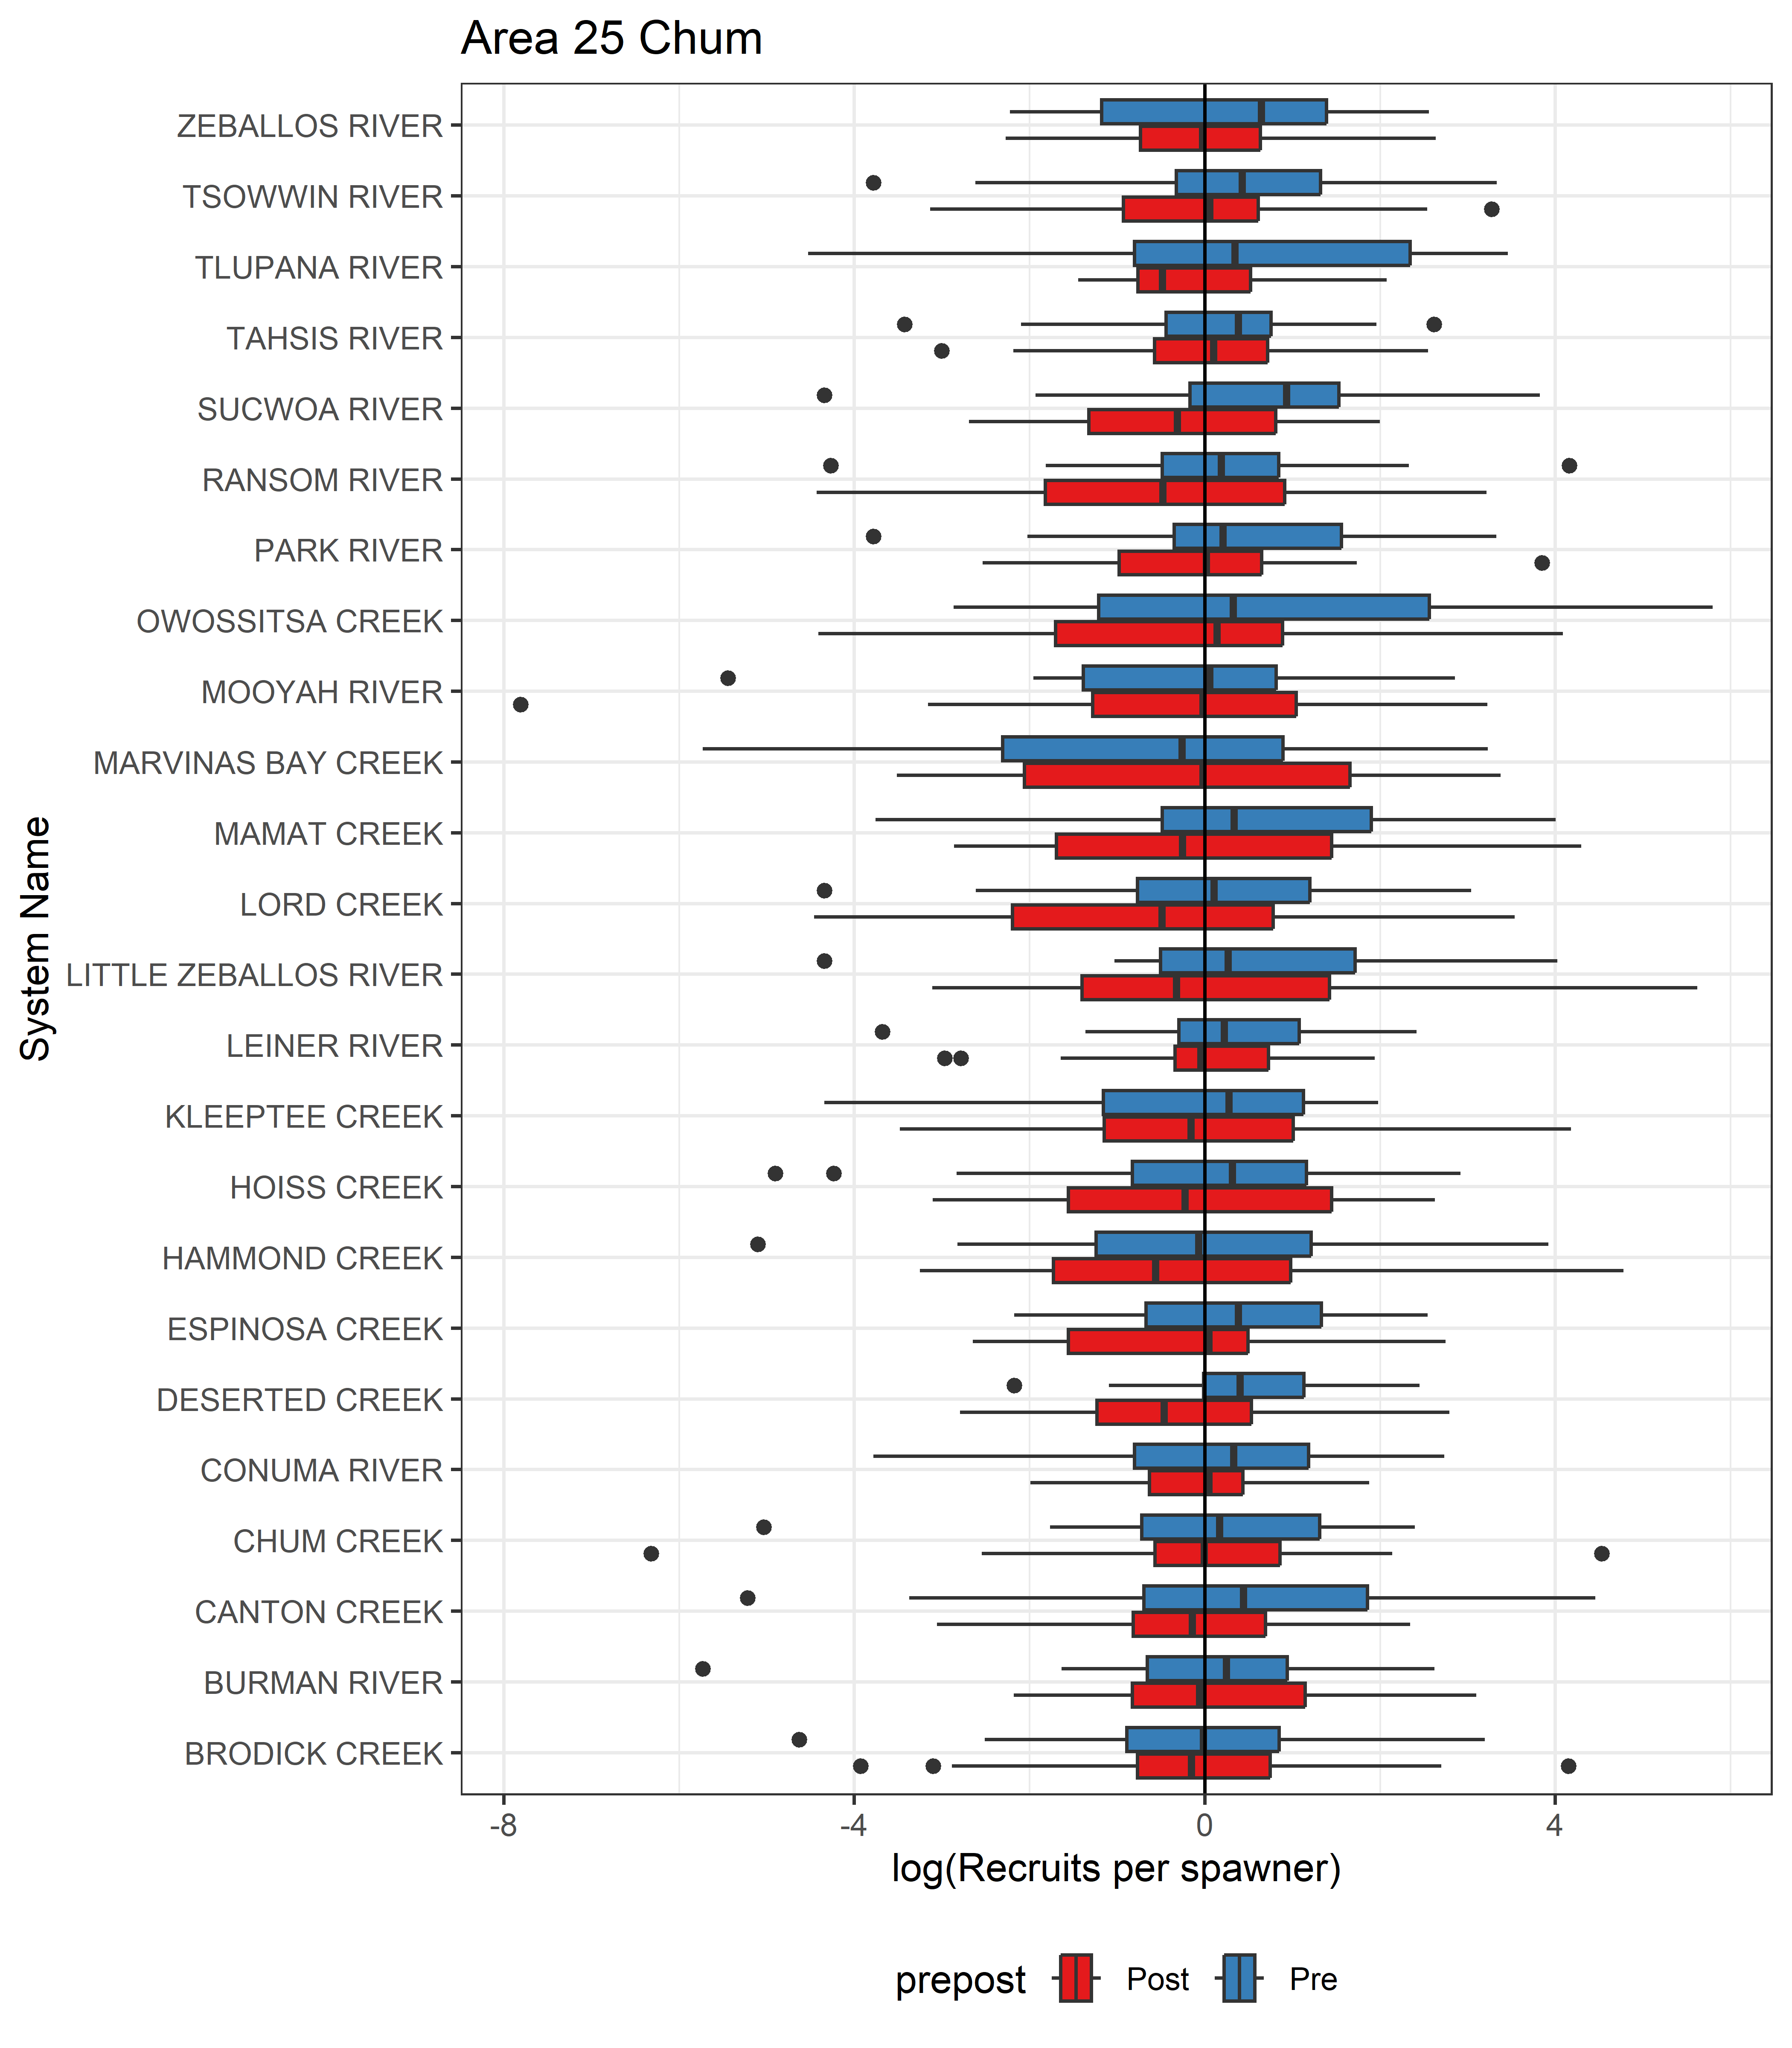 Area 25 Chum
ZEBALLOS RIVER
TSOWWIN RIVER
TLUPANA RIVER
TAHSIS RIVER
SUCWOA RIVER
RANSOM RIVER
PARK RIVER
OWOSSITSA CREEK
MOOYAH RIVER
MARVINAS BAY CREEK
MAMAT CREEK
LORD CREEK
LITTLE ZEBALLOS RIVER
LEINER RIVER
KLEEPTEE CREEK
HOISS CREEK
HAMMOND CREEK
ESPINOSA CREEK
DESERTED CREEK
CONUMA RIVER
CHUM CREEK
CANTON CREEK
BURMAN RIVER
BRODICK CREEK
System Name
-8 -4 0 4
log(Recruits per spawner)
prepost Post Pre